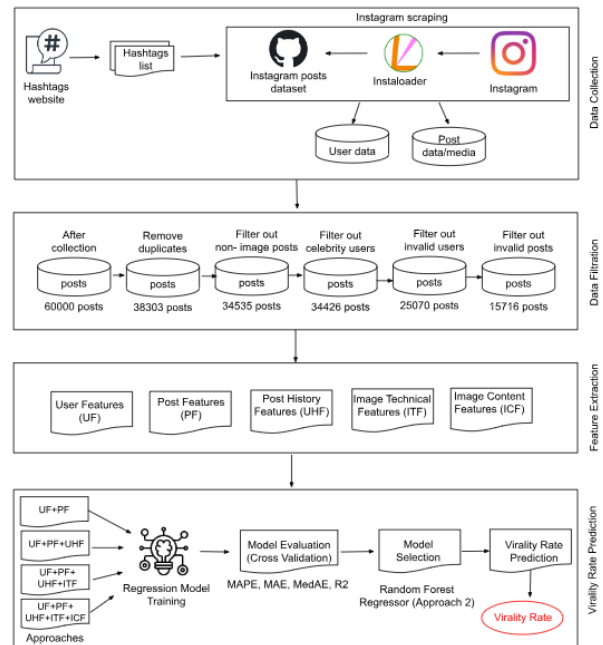 Instagram scraping
#
Hashtags
website
Hashtags
list
Instagram posts
dataset
Instaloader
Instagram
User data
Post
data/media
Data Collection
After
collection
posts
60000 posts
Remove
duplicates
posts
38303 posts
Filter out
non- image posts
posts
34535 posts
Filter out
celebrity users
posts
34426 posts
Filter out
invalid users
posts
25070 posts
Filter out
invalid posts
posts
15716 posts
Data Filtration
User Features
(UF)
Post Features
(PF)
Post History
Features (UHF)
Image Technical
Features (ITF)
Image Content
Features (ICF)
Feature Extraction
UF+PF
UF+PF+UHF
UF+PF+
UHF+ITF
UF+PF+
UHF+ITF+ICF
Approaches
Regression Model
Training
Model Evaluation
(Cross Validation)
MAPE, MAE, MedAE, R2
Model
Selection
Random Forest
Regressor (Approach 2)
Virality Rate
Prediction
Virality Rate
Virality Rate Prediction